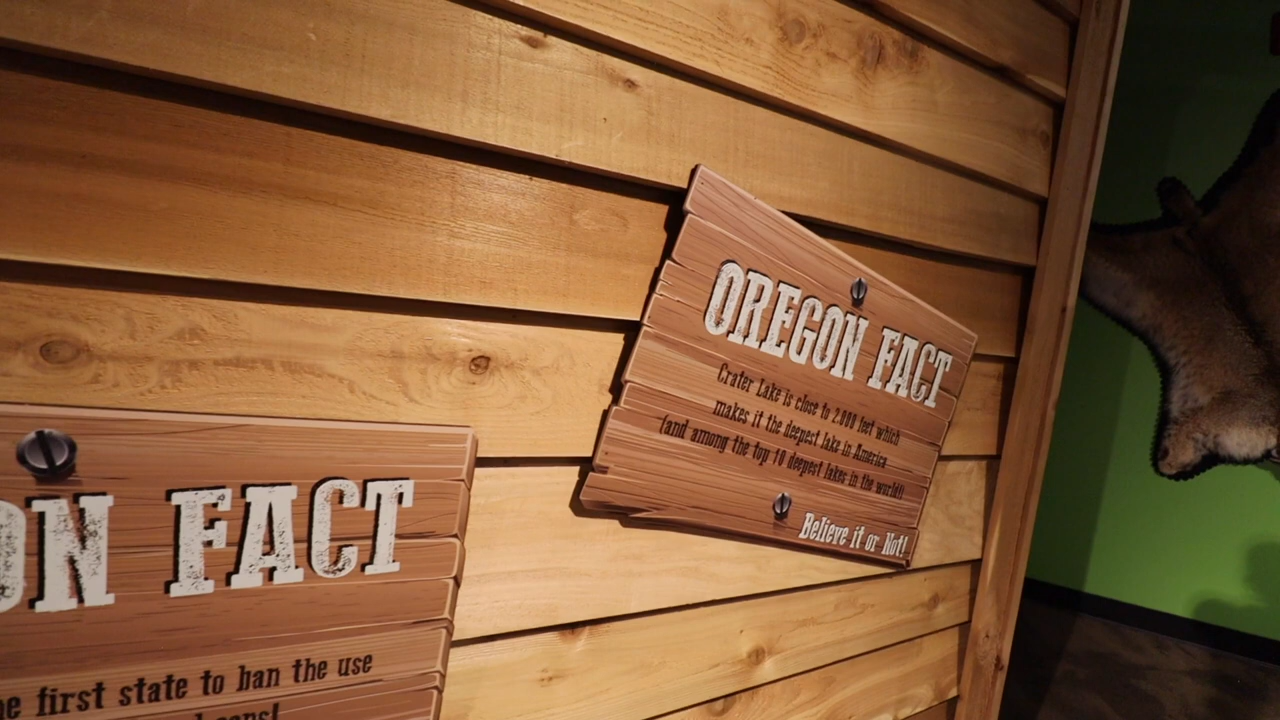 OREGON FACT
Crater Lake is close to 2,000 feet which
makes it the deepest lake in America
(and among the top 10 deepest lakes in the world!)
Believe it or Not!
ON FACT
first state to ban the use